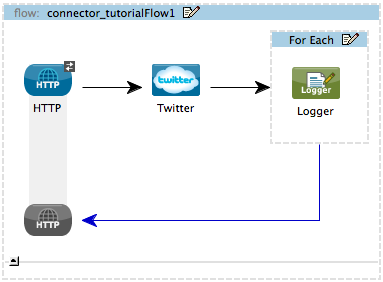 flow: connector_tutorialFlow1
For Each
HTTP
twitter
Logger
HTTP
Twitter
Logger
HTTP